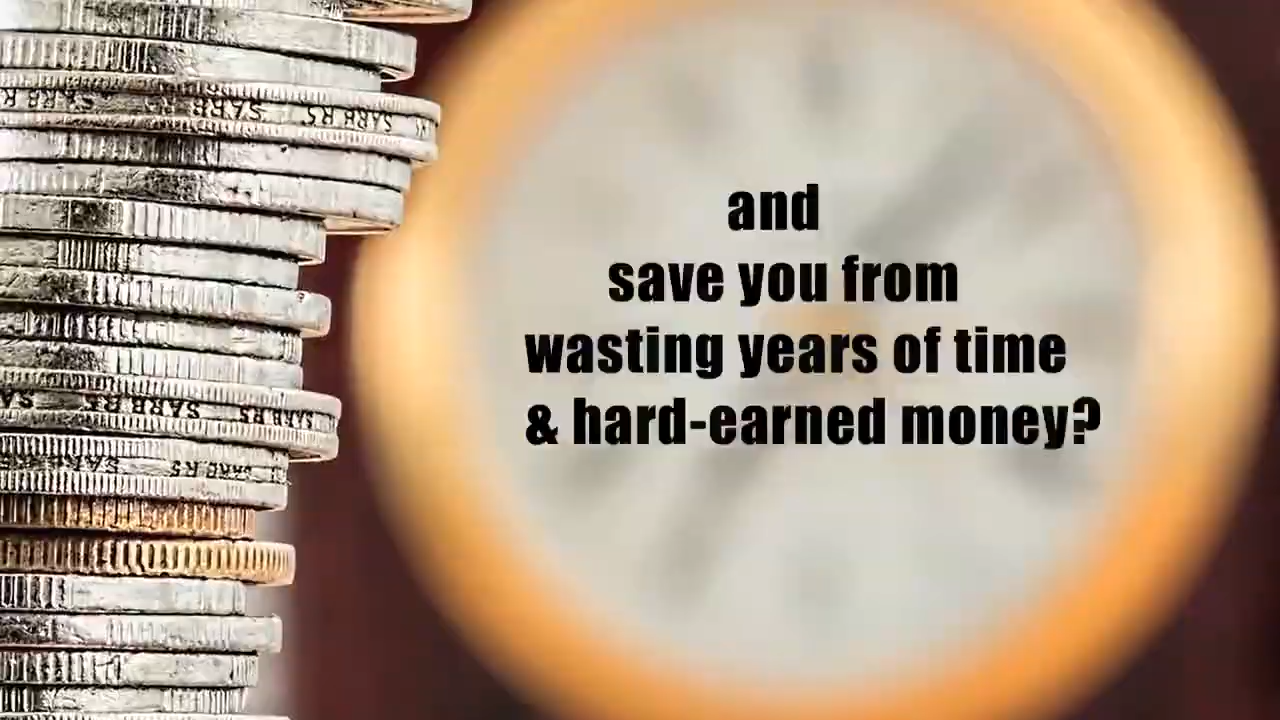 and
save you from
wasting years of time
& hard-earned money?